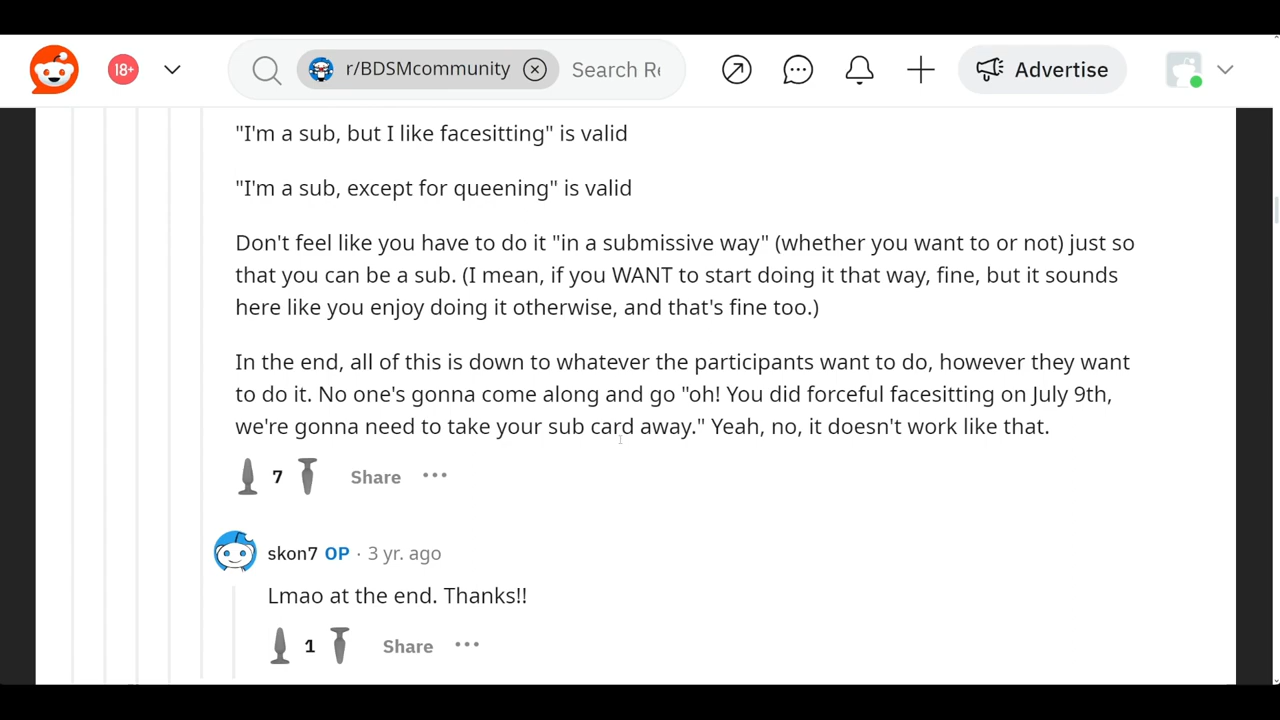 18+
r/BDSMcommunity
Search Re
Advertise
"I'm a sub, but I like facesitting" is valid
"I'm a sub, except for queening" is valid
Don't feel like you have to do it "in a submissive way" (whether you want to or not) just so
that you can be a sub. (I mean, if you WANT to start doing it that way, fine, but it sounds
here like you enjoy doing it otherwise, and that's fine too.)
In the end, all of this is down to whatever the participants want to do, however they want
to do it. No one's gonna come along and go "oh! You did forceful facesitting on July 9th,
we're gonna need to take your sub card away." Yeah, no, it doesn't work like that.
7 Share ···
skon7 OP · 3 yr. ago
Lmao at the end. Thanks!!
1 Share ···